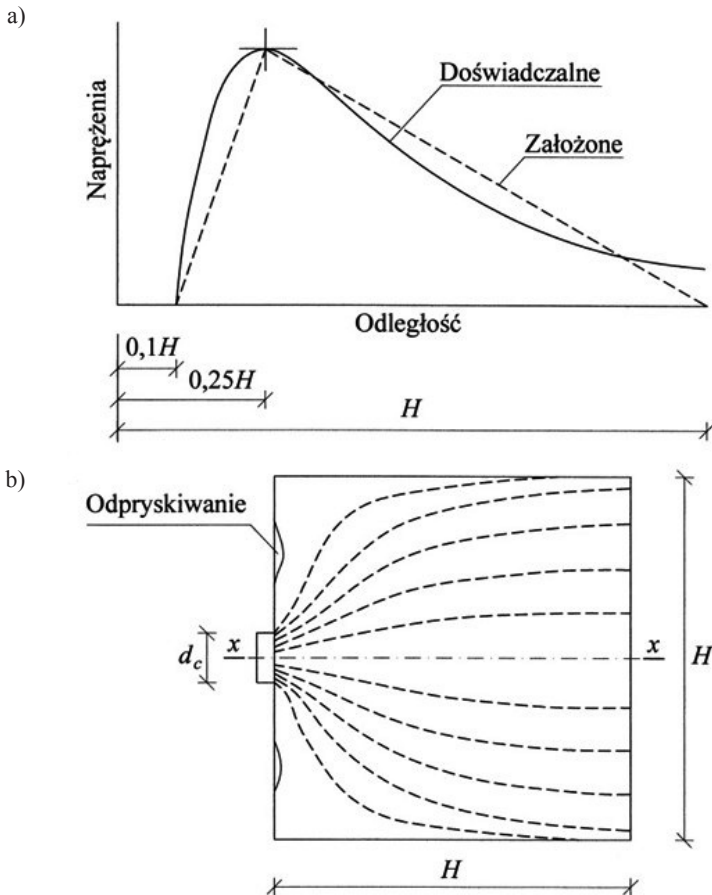 a)
Naprężenia
Doświadczalne
Założone
Odległość
0,1H
0,25H
H
b)
Odpryskiwanie
d_c
x
x
H
H